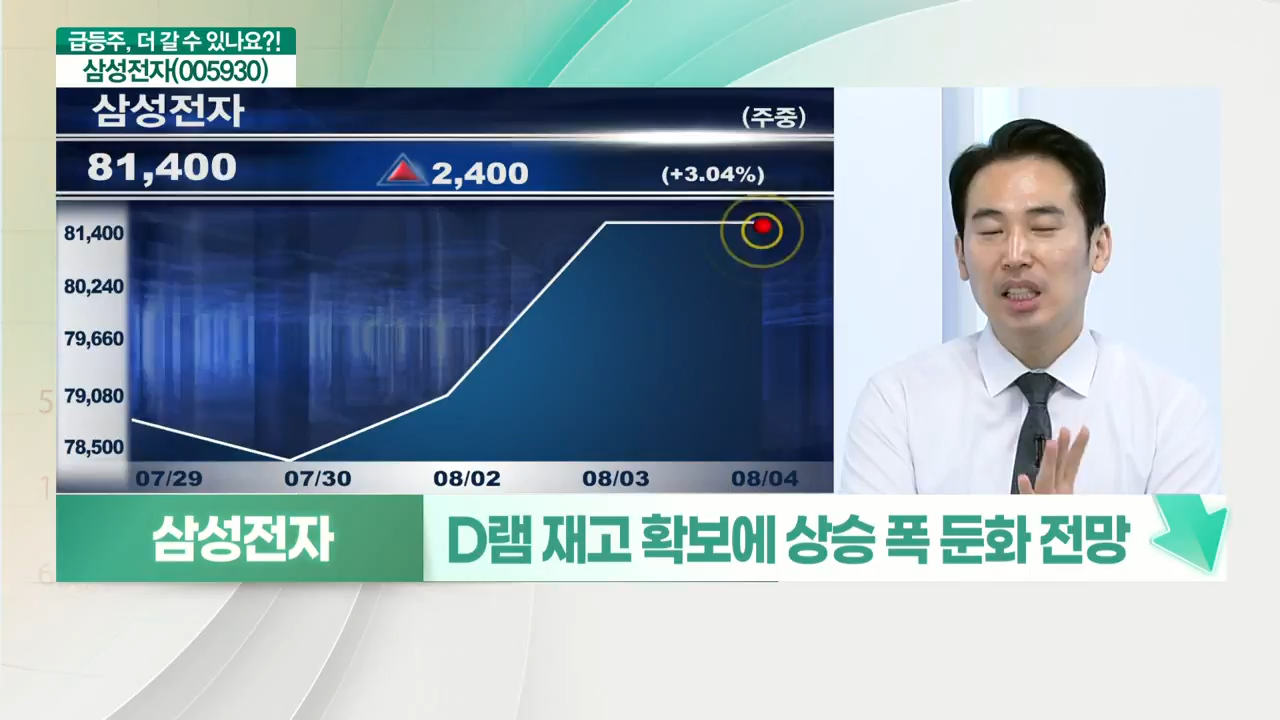 급등주, 더 갈 수 있나요?!
삼성전자(005930)
삼성전자 (주중)
81,400 2,400 (+3.04%)
81,400
80,240
79,660
79,080
78,500
07/29 07/30 08/02 08/03 08/04
삼성전자 D램 재고 확보에 상승 폭 둔화 전망
5
1
6